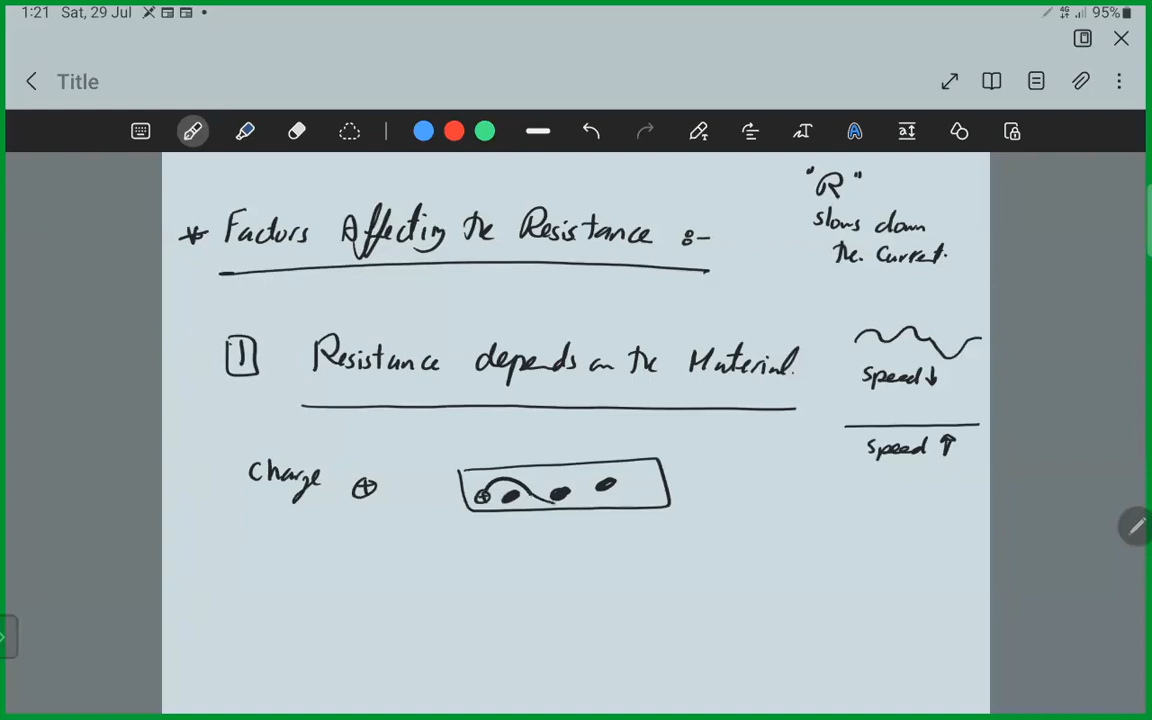 1:21 Sat, 29 Jul
4G 95%
Title
* Factors Affecting the Resistance :-
"R"
slows down
the. Current.
1 Resistance depends on the Material.
Speed↓
Speed ↑
Charge ⊕
⊕